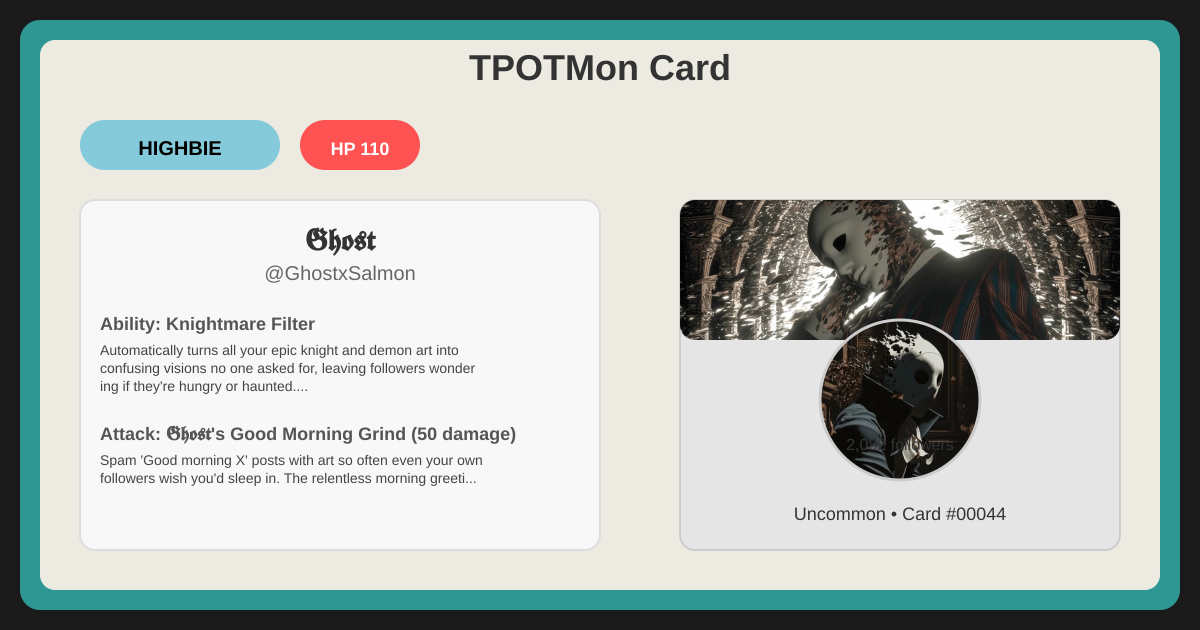 TPOTMon Card
HIGHBIE
HP 110
𝕲𝖍𝖔𝖘𝖙
@GhostxSalmon
Ability: Knightmare Filter
Automatically turns all your epic knight and demon art into
confusing visions no one asked for, leaving followers wonder
ing if they're hungry or haunted....
Attack: 𝕲𝖍𝖔𝖘𝖙's Good Morning Grind (50 damage)
Spam 'Good morning X' posts with art so often even your own
followers wish you'd sleep in. The relentless morning greeti...
followers
Uncommon • Card #00044